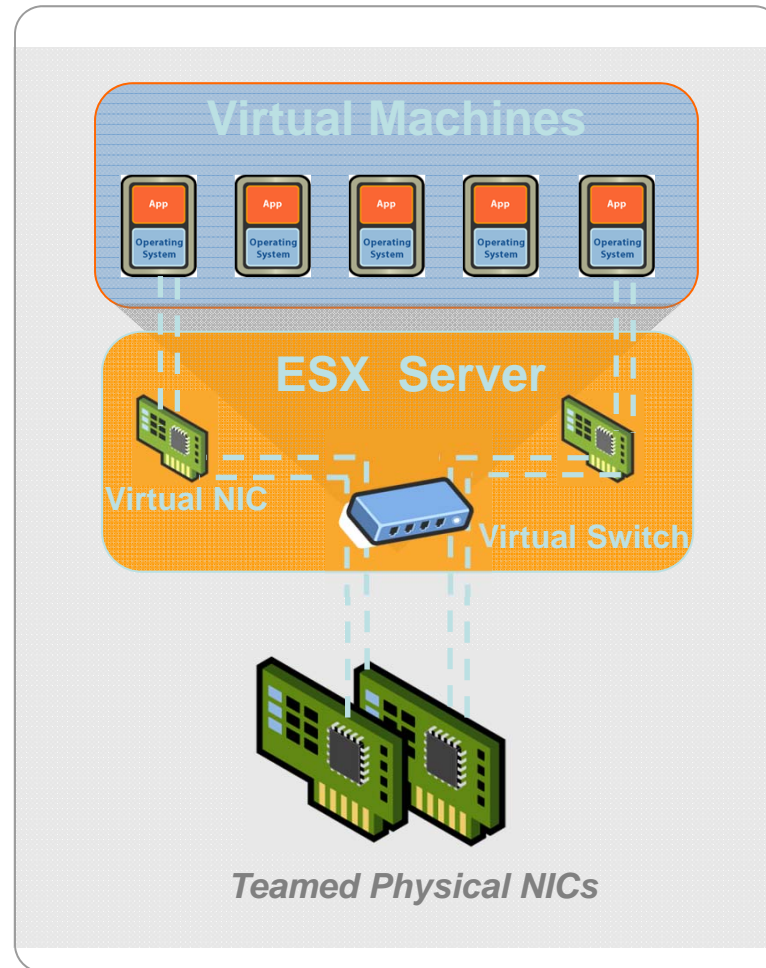 Virtual Machines
App
App
App
App
App
Operating
System
Operating
System
Operating
System
Operating
System
Operating
System
ESX Server
Virtual NIC
Virtual Switch
Teamed Physical NICs